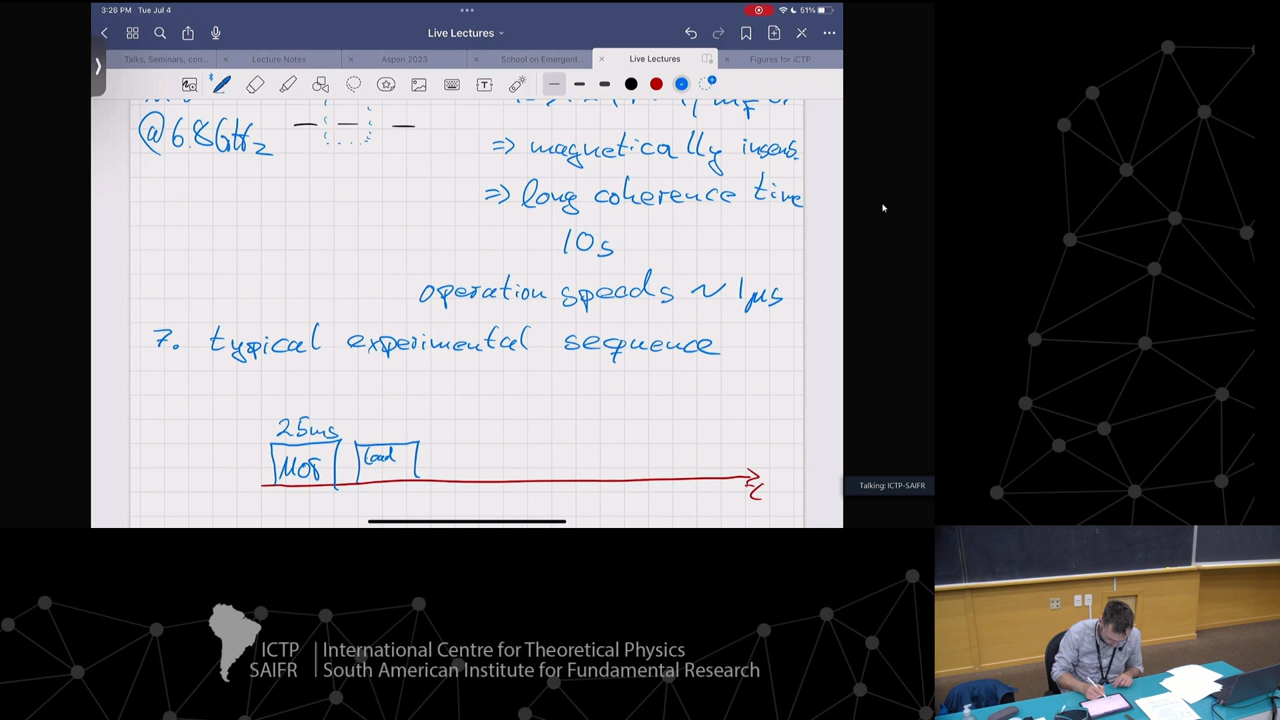 3:26 PM Tue Jul 4
51%
Live Lectures
Talks, Seminars, con...
Lecture Notes
Aspen 2023
School on Emergent...
Live Lectures
Figures for ICTP
@6.8GHz
=> magnetically insens.
=> long coherence time
10s
operation speeds ~ 1μs
7. typical experimental sequence
25ms
MOT
Load
t
Talking: ICTP-SAIFR
ICTP
SAIFR
International Centre for Theoretical Physics
South American Institute for Fundamental Research